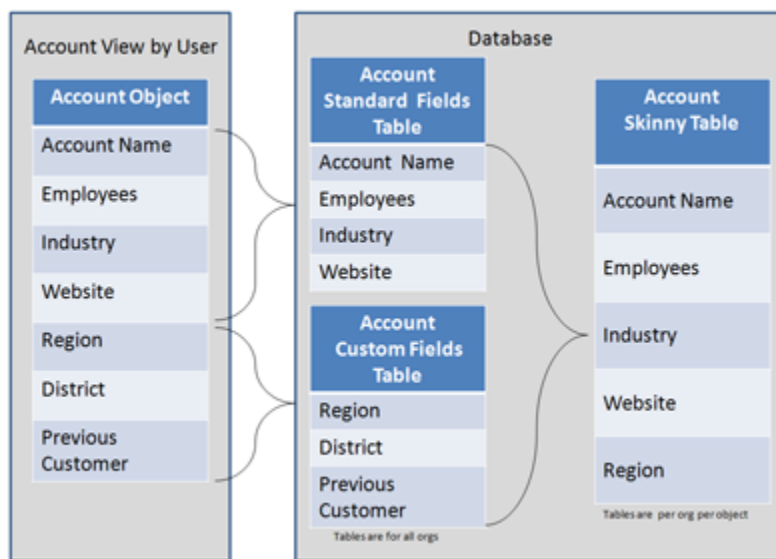 Account View by User
Account Object
Account Name
Employees
Industry
Website
Region
District
Previous
Customer
Database
Account
Standard Fields
Table
Account Name
Employees
Industry
Website
Account
Custom Fields
Table
Region
District
Previous
Customer
Tables are for all orgs
Account
Skinny Table
Account Name
Employees
Industry
Website
Region
Tables are per org per object